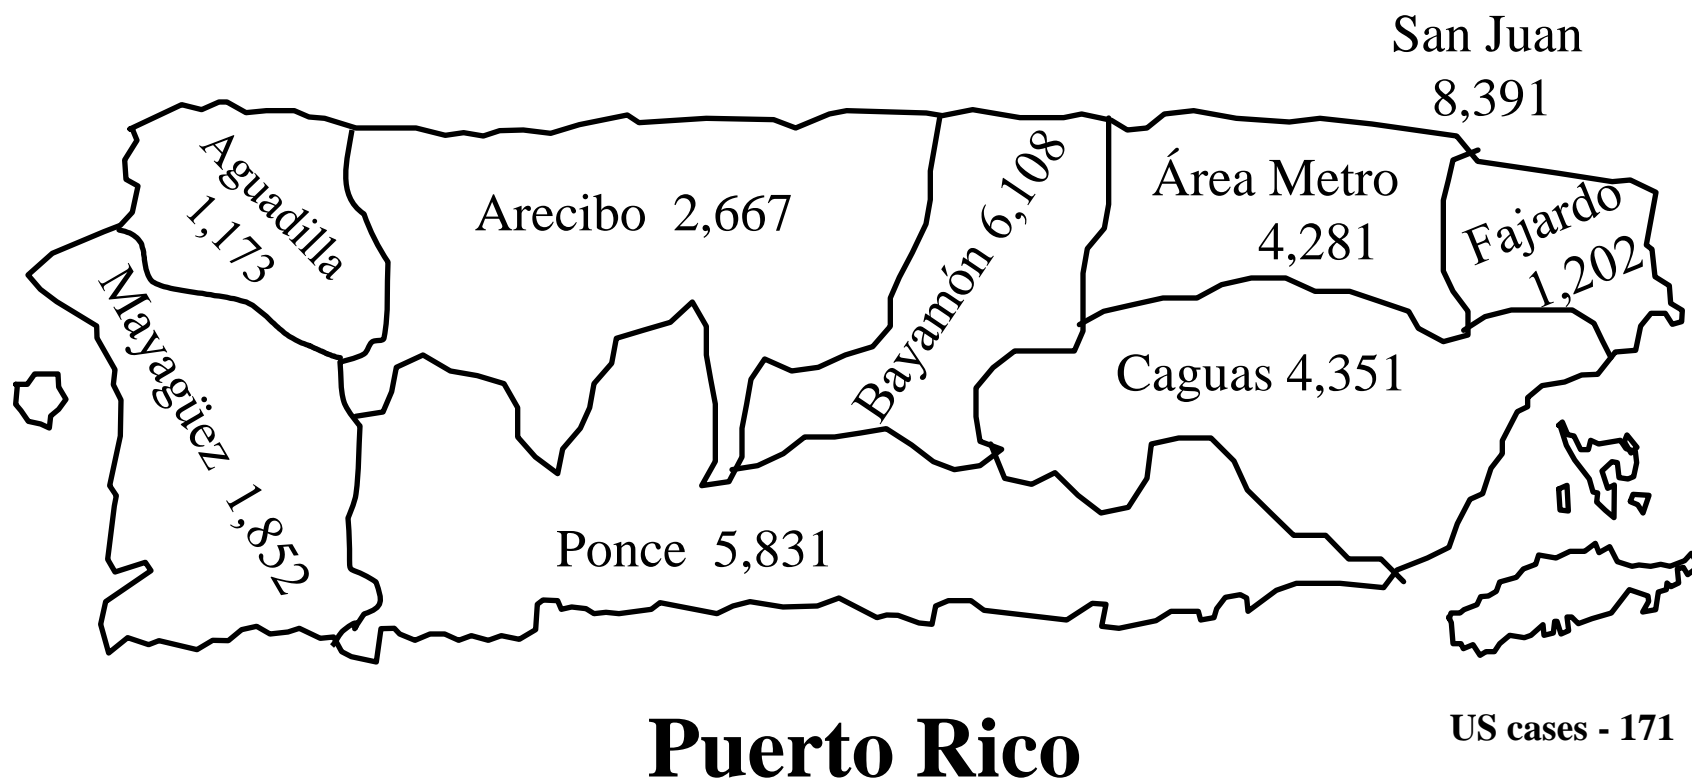 San Juan
8,391
Aguadilla
1,173
Arecibo 2,667
Bayamón 6,108
Área Metro
4,281
Fajardo
1,202
Mayagüez 1,852
Caguas 4,351
Ponce 5,831
Puerto Rico
US cases - 171